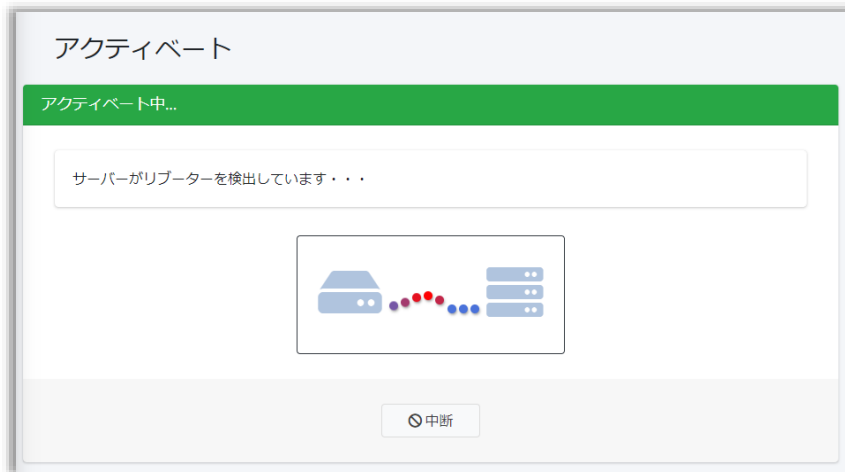 アクティベート
アクティベート中...
サーバーがリブーターを検出しています・・・
中断